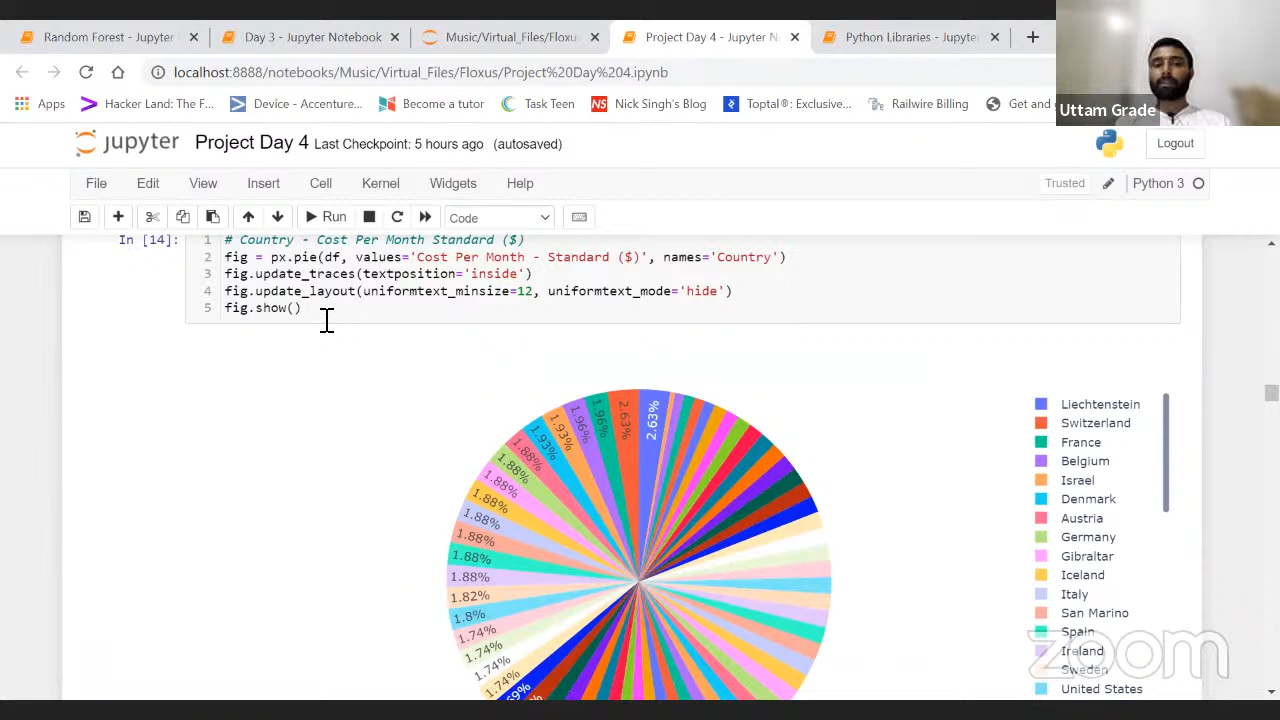 Random Forest - Jupyter
Day 3 - Jupyter Notebook
Music/Virtual_Files/Floxus
Project Day 4 - Jupyter N
Python Libraries - Jupyte
localhost:8888/notebooks/Music/Virtual_Files/Floxus/Project%20Day%204.ipynb
Apps
Hacker Land: The F...
Device - Accenture...
Become a tutor
Task Teen
NS
Nick Singh's Blog
Toptal®: Exclusive...
Railwire Billing
Get and
Uttam Grade
jupyter
Project Day 4 Last Checkpoint: 5 hours ago (autosaved)
Logout
File Edit View Insert Cell Kernel Widgets Help
Trusted
Python 3
Run
Code
In [14]:
1 # Country - Cost Per Month Standard ($)
2 fig = px.pie(df, values='Cost Per Month - Standard ($)', names='Country')
3 fig.update_traces(textposition='inside')
4 fig.update_layout(uniformtext_minsize=12, uniformtext_mode='hide')
5 fig.show()
2.63%
2.63%
1.96%
1.96%
1.93%
1.93%
1.88%
1.88%
1.88%
1.88%
1.88%
1.88%
1.88%
1.88%
1.82%
1.8%
1.74%
1.74%
1.74%
1.74%
Liechtenstein
Switzerland
France
Belgium
Israel
Denmark
Austria
Germany
Gibraltar
Iceland
Italy
San Marino
Spain
Ireland
Sweden
United States
zoom